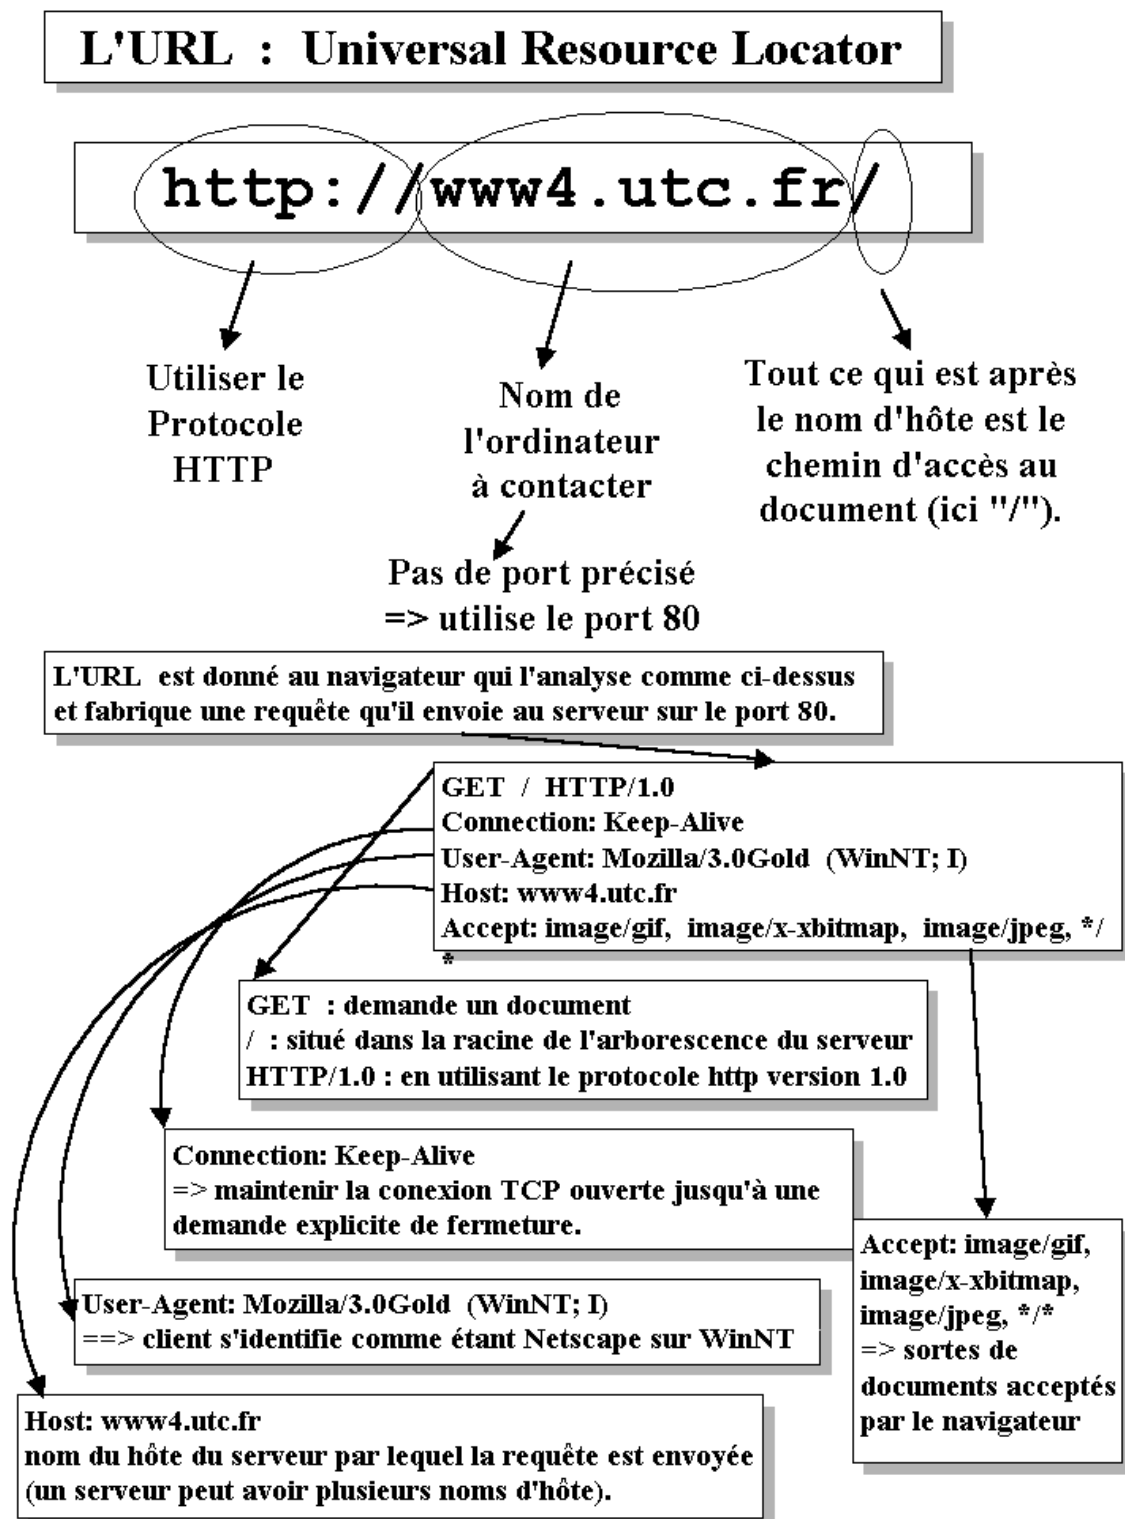 L'URL : Universal Resource Locator
http://www4.utc.fr/
Utiliser le
Protocole
HTTP
Nom de
l'ordinateur
à contacter
Tout ce qui est après
le nom d'hôte est le
chemin d'accès au
document (ici "/").
Pas de port précisé
=> utilise le port 80
L'URL est donné au navigateur qui l'analyse comme ci-dessus
et fabrique une requête qu'il envoie au serveur sur le port 80.
GET / HTTP/1.0
Connection: Keep-Alive
User-Agent: Mozilla/3.0Gold (WinNT; I)
Host: www4.utc.fr
Accept: image/gif, image/x-xbitmap, image/jpeg, */
*
GET : demande un document
/ : situé dans la racine de l'arborescence du serveur
HTTP/1.0 : en utilisant le protocole http version 1.0
Connection: Keep-Alive
=> maintenir la conexion TCP ouverte jusqu'à une
demande explicite de fermeture.
Accept: image/gif,
image/x-xbitmap,
image/jpeg, */*
=> sortes de
documents acceptés
par le navigateur
User-Agent: Mozilla/3.0Gold (WinNT; I)
==> client s'identifie comme étant Netscape sur WinNT
Host: www4.utc.fr
nom du hôte du serveur par lequel la requête est envoyée
(un serveur peut avoir plusieurs noms d'hôte).